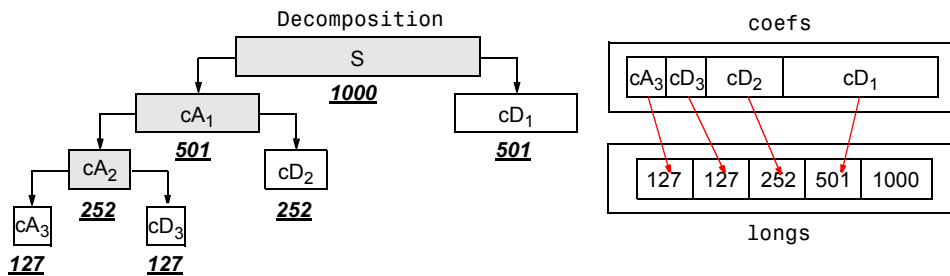 Decomposition
S
1000
cA1
501
cD1
501
cA2
252
cD2
252
cA3
127
cD3
127
coefs
cA3 cD3 cD2 cD1
127 127 252 501 1000
longs